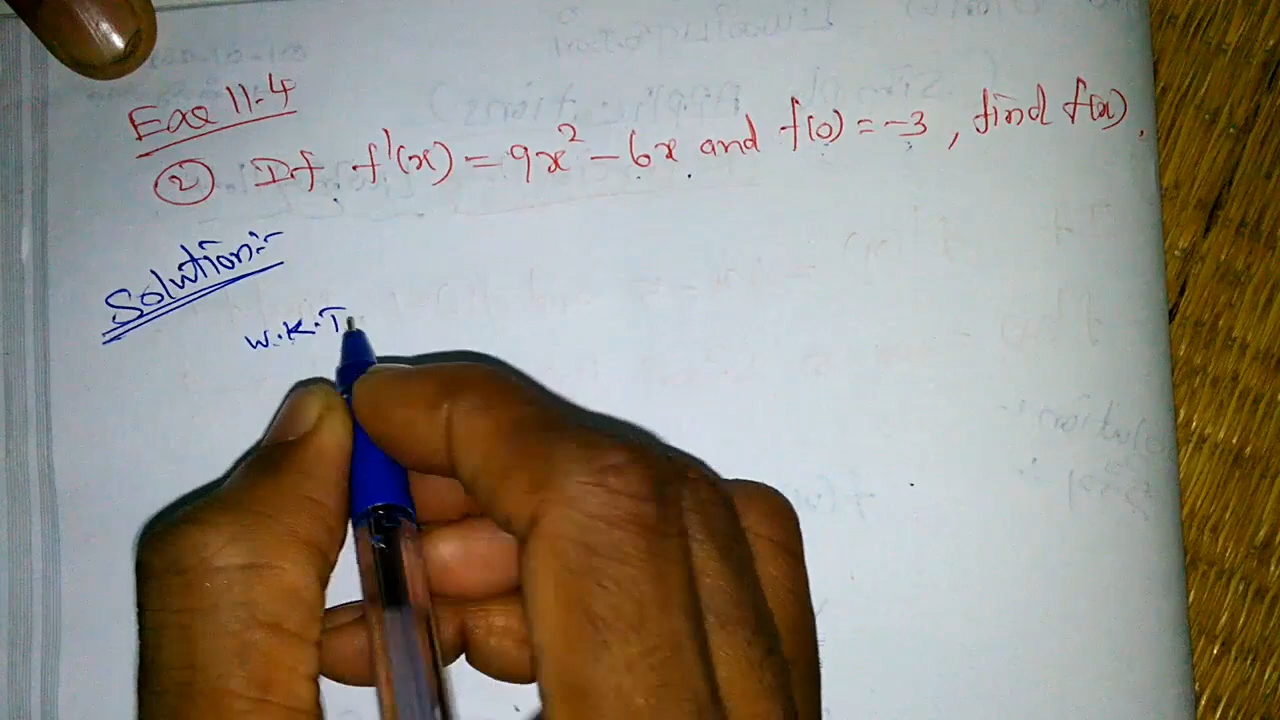 Exe 11.4
② If f'(x) = 9x² - 6x and f(0) = -3, find f(x).
Solution:-
W.K.T